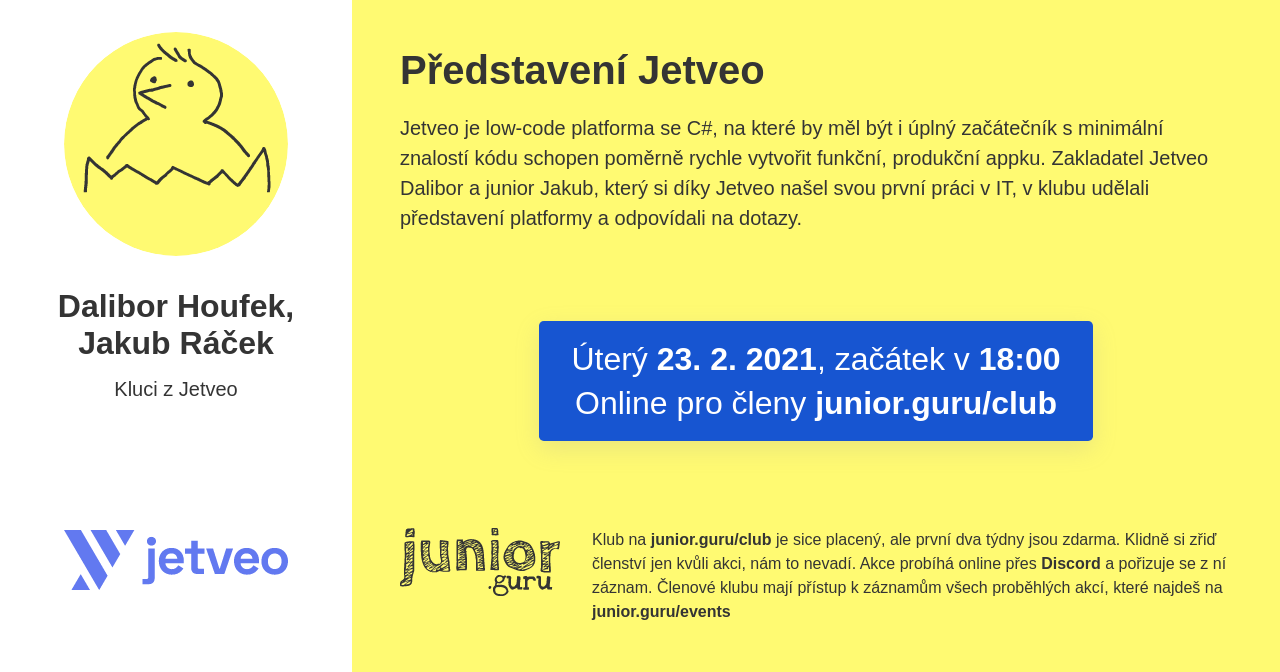 Dalibor Houfek,
Jakub Ráček
Kluci z Jetveo
jetveo
Představení Jetveo
Jetveo je low-code platforma se C#, na které by měl být i úplný začátečník s minimální
znalostí kódu schopen poměrně rychle vytvořit funkční, produkční appku. Zakladatel Jetveo
Dalibor a junior Jakub, který si díky Jetveo našel svou první práci v IT, v klubu udělali
představení platformy a odpovídali na dotazy.
Úterý 23. 2. 2021, začátek v 18:00
Online pro členy junior.guru/club
junior
.guru
Klub na junior.guru/club je sice placený, ale první dva týdny jsou zdarma. Klidně si zřiď
členství jen kvůli akci, nám to nevadí. Akce probíhá online přes Discord a pořizuje se z ní
záznam. Členové klubu mají přístup k záznamům všech proběhlých akcí, které najdeš na
junior.guru/events